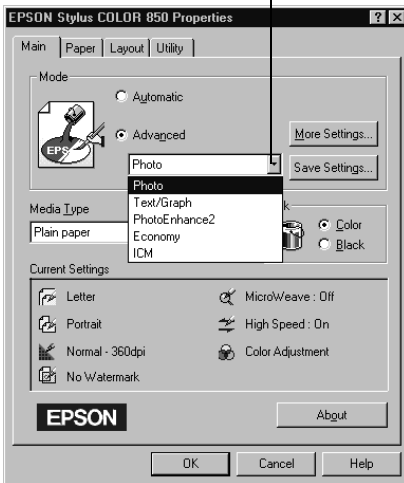 EPSON Stylus COLOR 850 Properties
Main Paper Layout Utility
Mode
Automatic
Advanced
More Settings...
Photo
Save Settings...
Photo
Text/Graph
PhotoEnhance2
Economy
ICM
Media Type
Plain paper
Color
Black
Current Settings
Letter
MicroWeave : Off
Portrait
High Speed : On
Normal - 360dpi
Color Adjustment
No Watermark
EPSON
About
OK Cancel Help